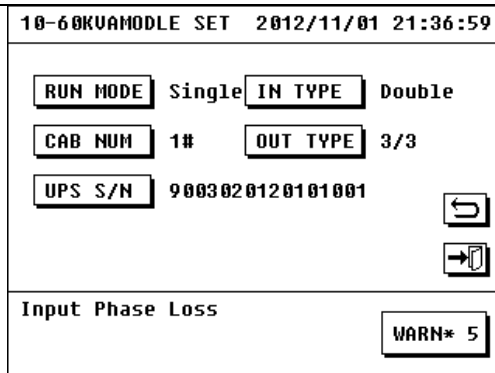 10-60KVAMODLE SET 2012/11/01 21:36:59
RUN MODE Single IN TYPE Double
CAB NUM 1# OUT TYPE 3/3
UPS S/N 9003020120101001
Input Phase Loss
WARN* 5